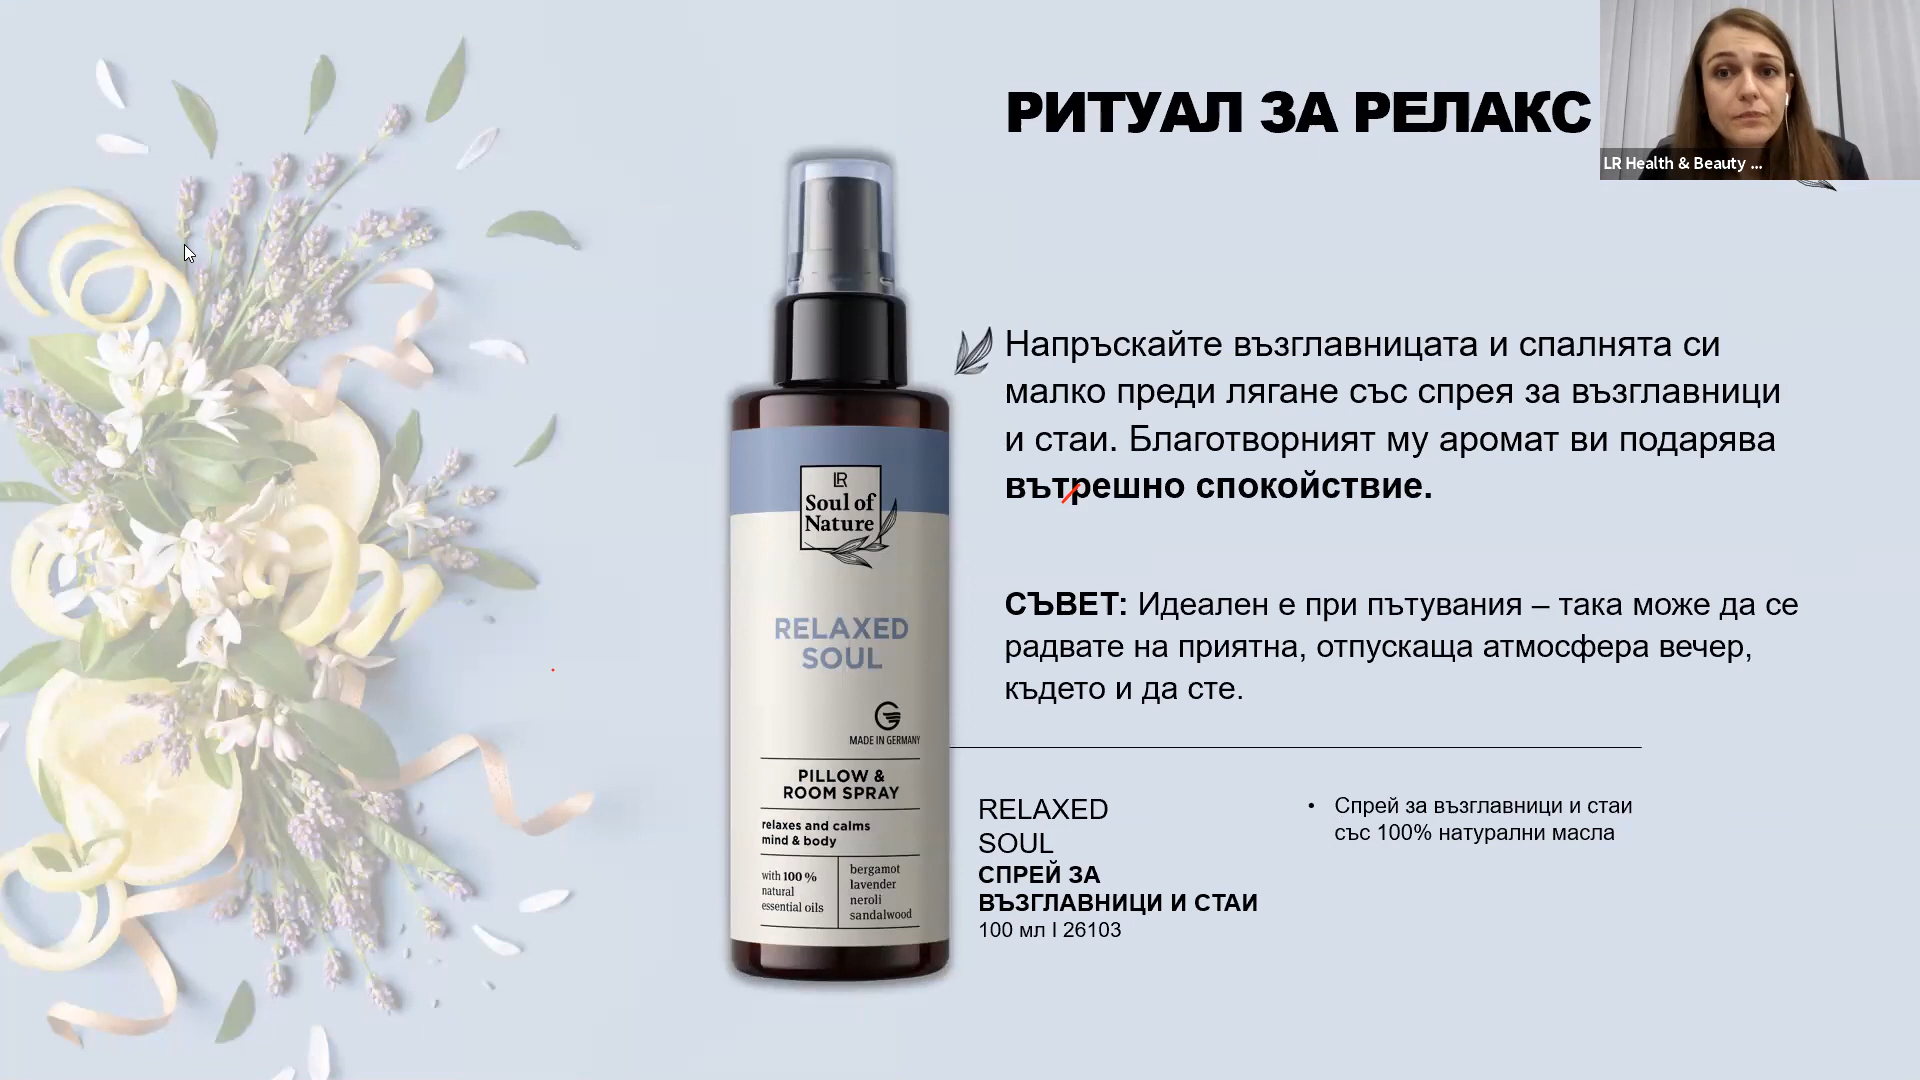 РИТУАЛ ЗА РЕЛАКС
LR Health & Beauty ...
Напръскайте възглавницата и спалнята си
малко преди лягане със спрея за възглавници
и стаи. Благотворният му аромат ви подарява
вътрешно спокойствие.
СЪВЕТ: Идеален е при пътувания – така може да се
радвате на приятна, отпускаща атмосфера вечер,
където и да сте.
LR
Soul of
Nature
RELAXED
SOUL
MADE IN GERMANY
PILLOW &
ROOM SPRAY
relaxes and calms
mind & body
with 100 %
natural
essential oils
bergamot
lavender
neroli
sandalwood
RELAXED
SOUL
СПРЕЙ ЗА
ВЪЗГЛАВНИЦИ И СТАИ
100 мл I 26103
• Спрей за възглавници и стаи
със 100% натурални масла